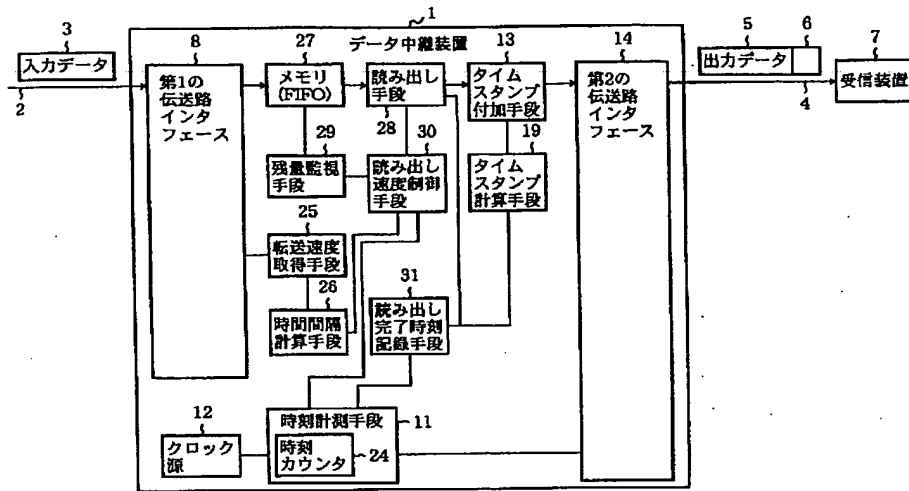 1
データ中継装置
3
入力データ
2
8
第1の
伝送路
インタ
フェース
27
メモリ
(FIFO)
読み出し
手段
28
13
タイム
スタンプ
付加手段
14
第2の
伝送路
インタ
フェース
5
6
出力データ
4
7
受信装置
29
残量監視
手段
30
読み出し
速度制御
手段
19
タイム
スタンプ
計算手段
25
転送速度
取得手段
26
時間間隔
計算手段
31
読み出し
完了時刻
記録手段
12
クロック
源
時刻計測手段
11
時刻
カウンタ
24